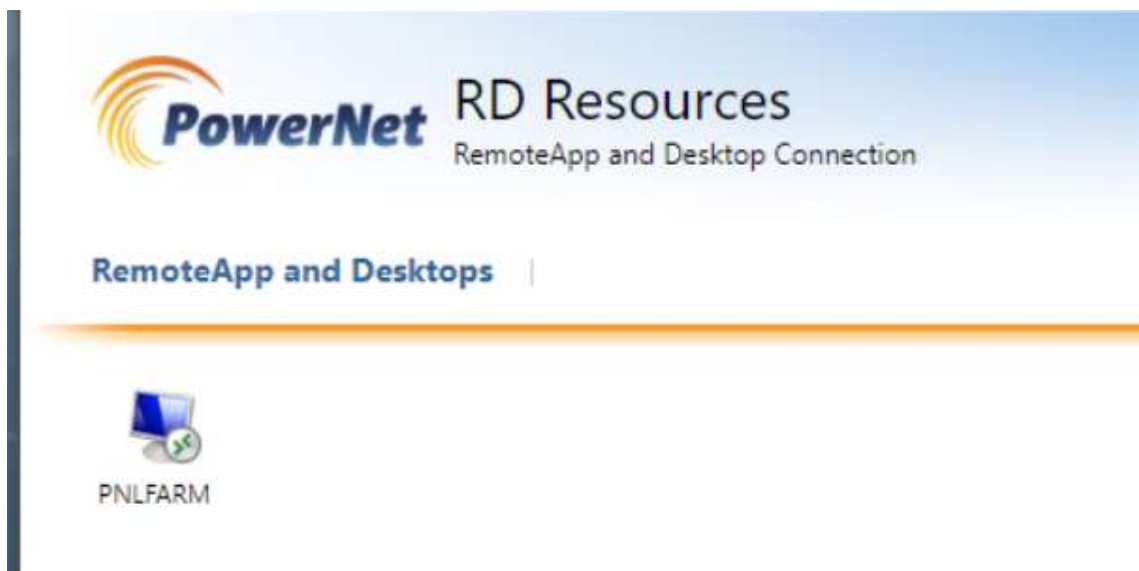 PowerNet
RD Resources
RemoteApp and Desktop Connection
RemoteApp and Desktops
PNLFARM